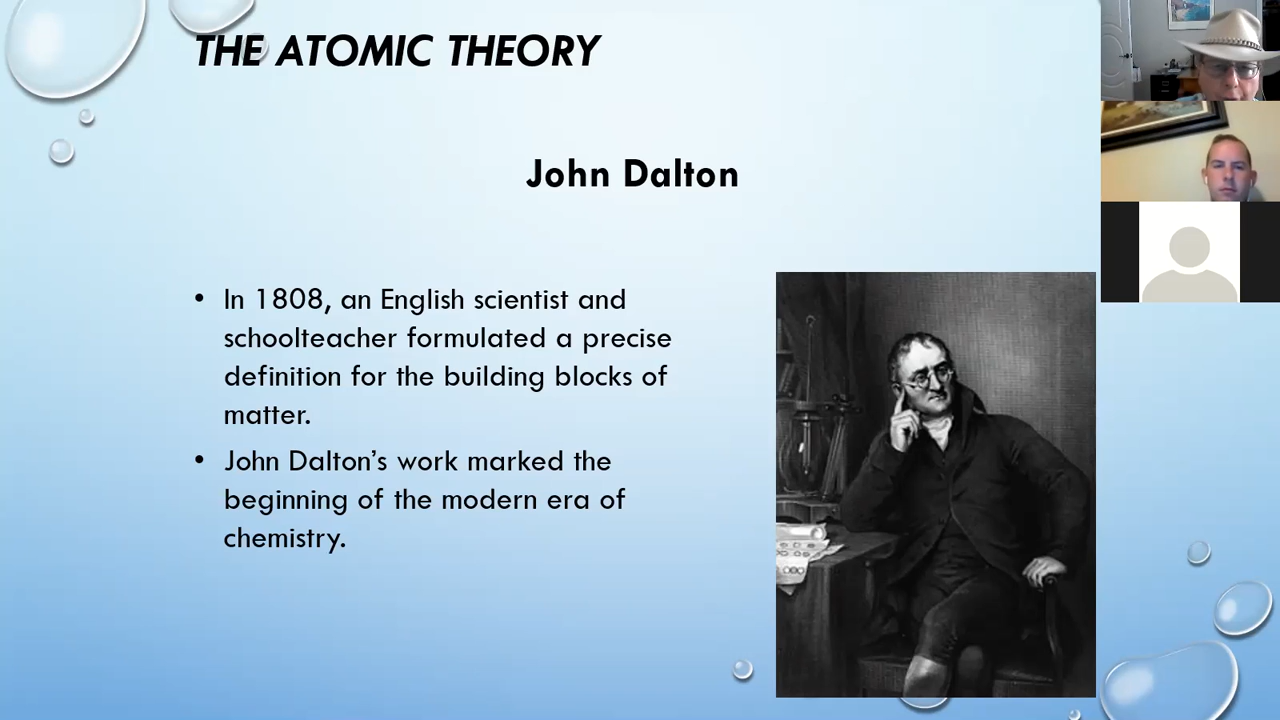 THE ATOMIC THEORY
John Dalton
• In 1808, an English scientist and
schoolteacher formulated a precise
definition for the building blocks of
matter.
• John Dalton’s work marked the
beginning of the modern era of
chemistry.